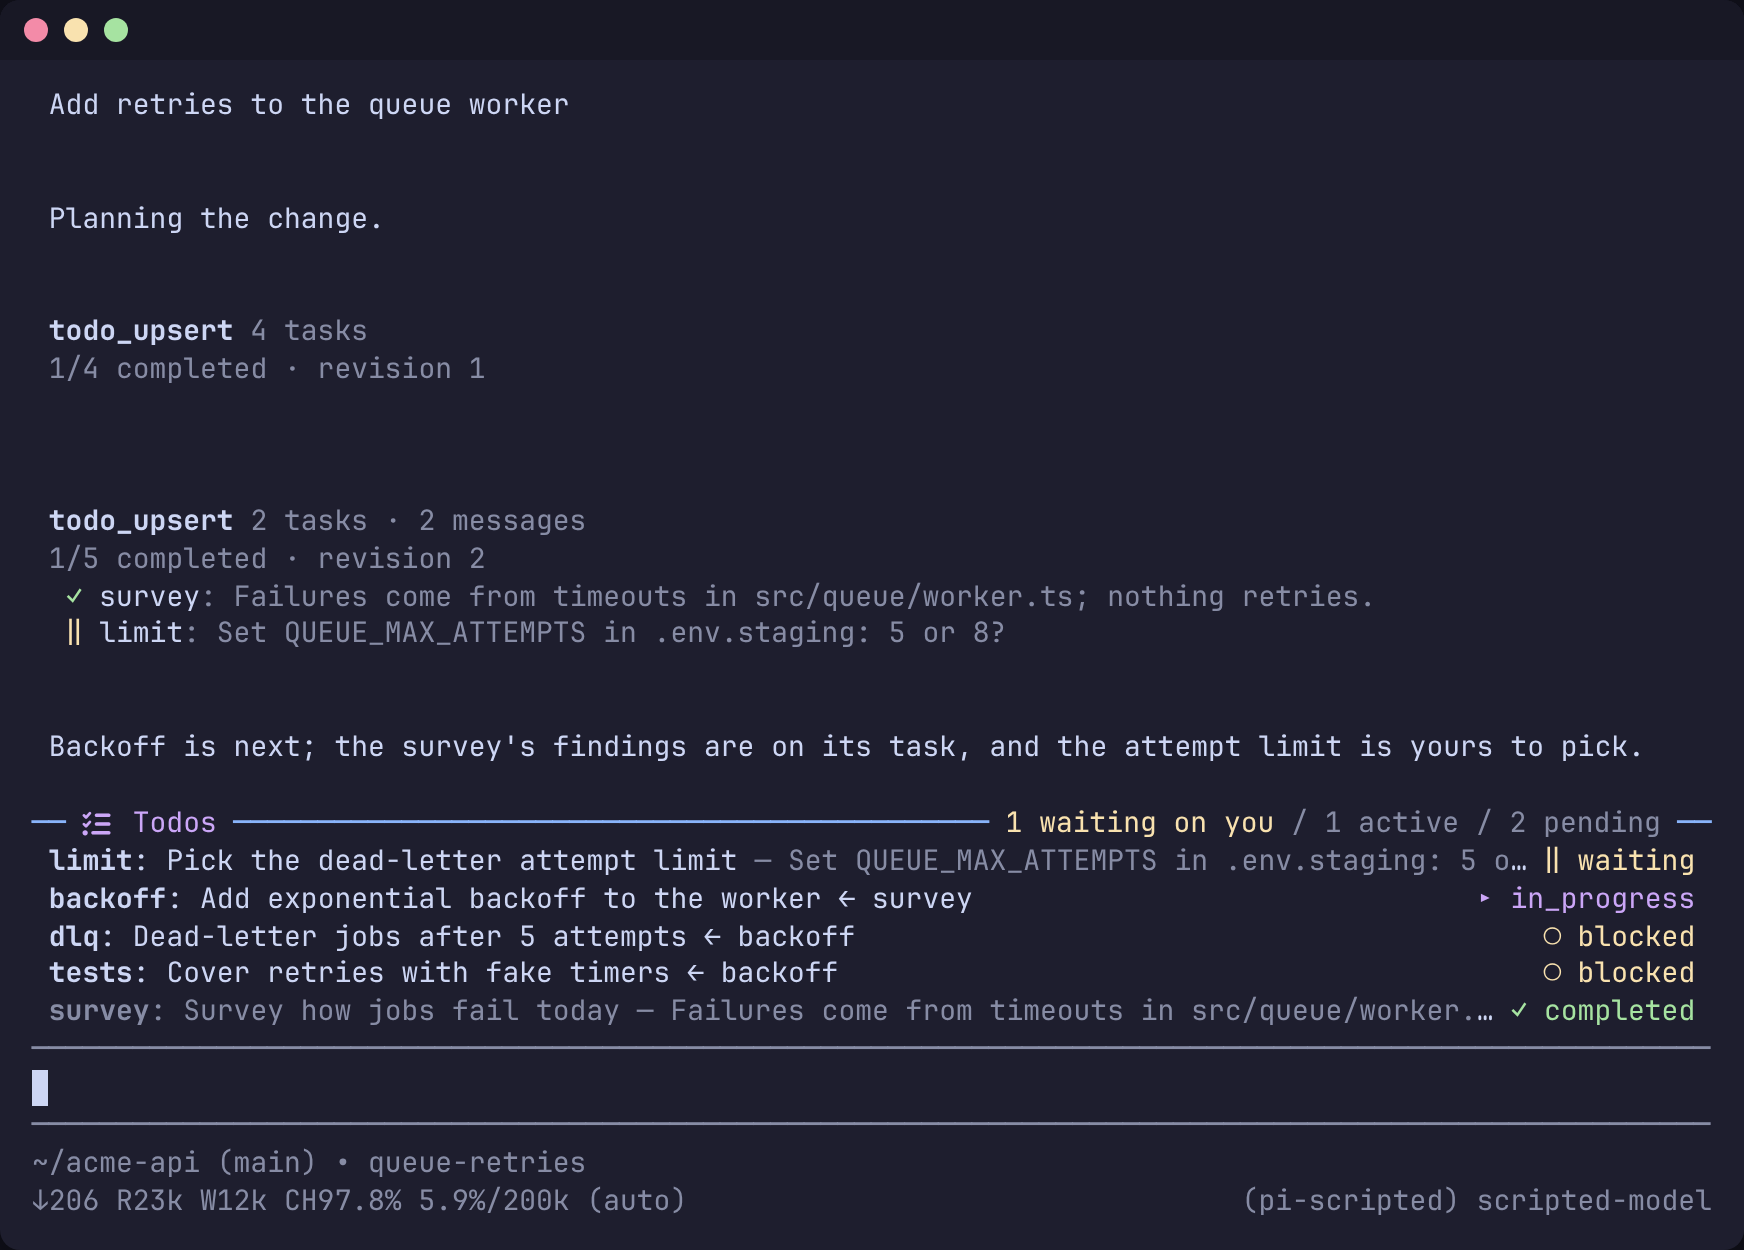 Add retries to the queue worker
Planning the change.
todo_upsert 4 tasks
1/4 completed · revision 1
todo_upsert 2 tasks · 2 messages
1/5 completed · revision 2
✓ survey: Failures come from timeouts in src/queue/worker.ts; nothing retries.
‖ limit: Set QUEUE_MAX_ATTEMPTS in .env.staging: 5 or 8?
Backoff is next; the survey's findings are on its task, and the attempt limit is yours to pick.
Todos 1 waiting on you / 1 active / 2 pending
limit: Pick the dead-letter attempt limit — Set QUEUE_MAX_ATTEMPTS in .env.staging: 5 o… ‖ waiting
backoff: Add exponential backoff to the worker ← survey ▸ in_progress
dlq: Dead-letter jobs after 5 attempts ← backoff ○ blocked
tests: Cover retries with fake timers ← backoff ○ blocked
survey: Survey how jobs fail today — Failures come from timeouts in src/queue/worker.… ✓ completed
~/acme-api (main) • queue-retries
↓206 R23k W12k CH97.8% 5.9%/200k (auto) (pi-scripted) scripted-model